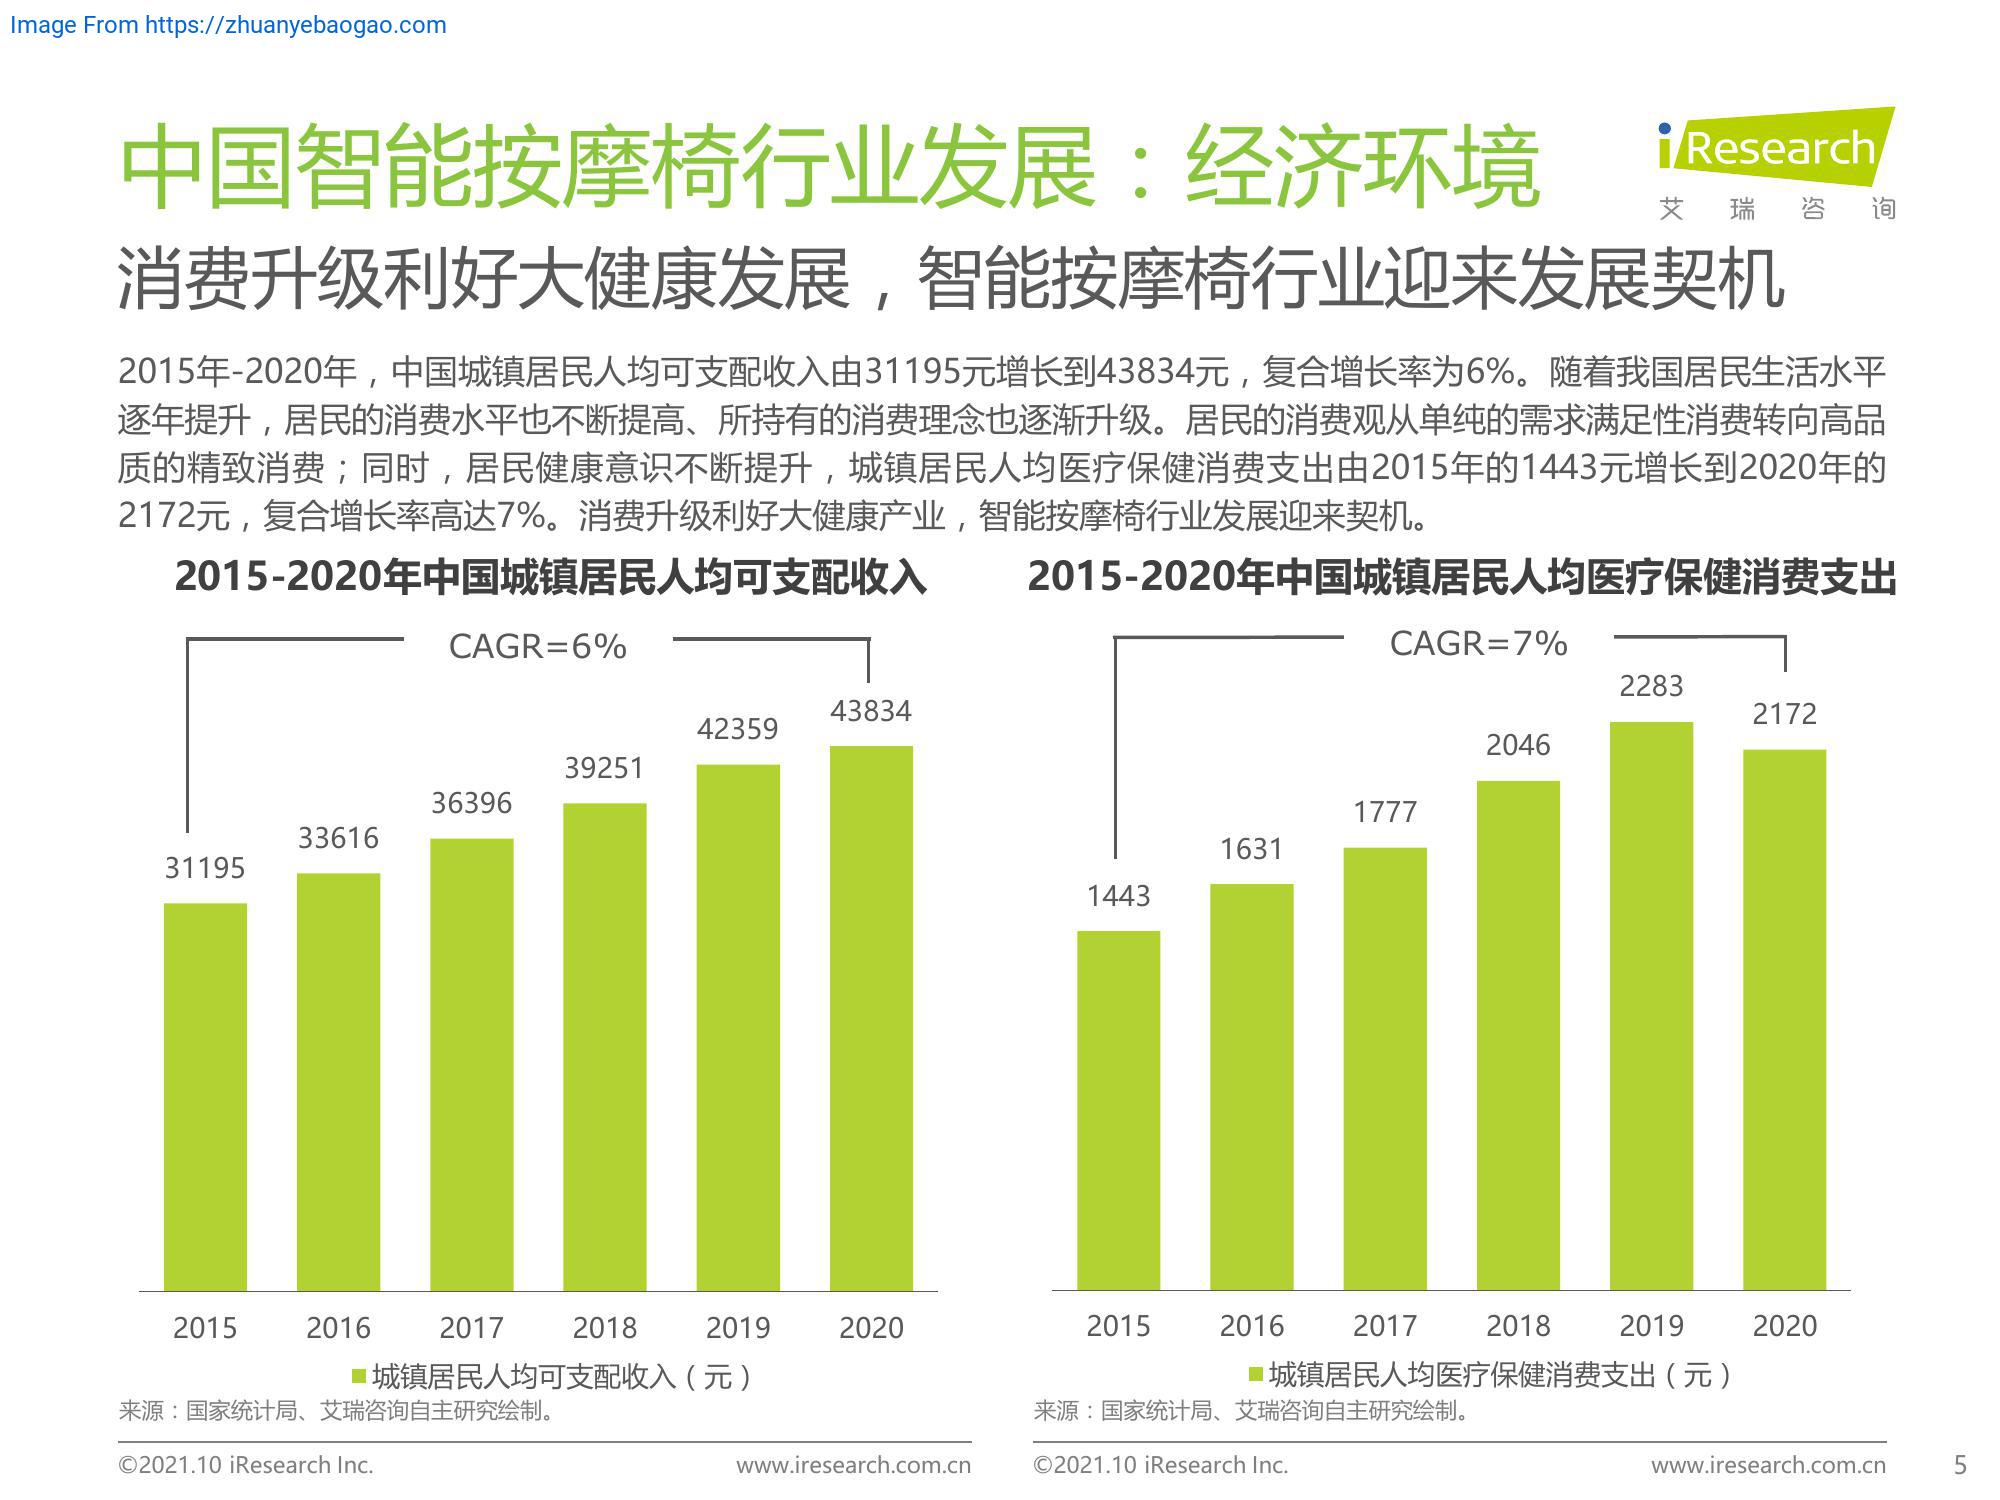 Image From https://zhuanyebaogao.com
中国智能按摩椅行业发展：经济环境
iResearch
艾瑞咨询
消费升级利好大健康发展，智能按摩椅行业迎来发展契机
2015年-2020年，中国城镇居民人均可支配收入由31195元增长到43834元，复合增长率为6%。随着我国居民生活水平
逐年提升，居民的消费水平也不断提高、所持有的消费理念也逐渐升级。居民的消费观从单纯的需求满足性消费转向高品
质的精致消费；同时，居民健康意识不断提升，城镇居民人均医疗保健消费支出由2015年的1443元增长到2020年的
2172元，复合增长率高达7%。消费升级利好大健康产业，智能按摩椅行业发展迎来契机。
2015-2020年中国城镇居民人均可支配收入
CAGR=6%
31195
33616
36396
39251
42359
43834
2015 2016 2017 2018 2019 2020
城镇居民人均可支配收入（元）
来源：国家统计局、艾瑞咨询自主研究绘制。
©2021.10 iResearch Inc. www.iresearch.com.cn
2015-2020年中国城镇居民人均医疗保健消费支出
CAGR=7%
1443
1631
1777
2046
2283
2172
2015 2016 2017 2018 2019 2020
城镇居民人均医疗保健消费支出（元）
来源：国家统计局、艾瑞咨询自主研究绘制。
©2021.10 iResearch Inc. www.iresearch.com.cn
5